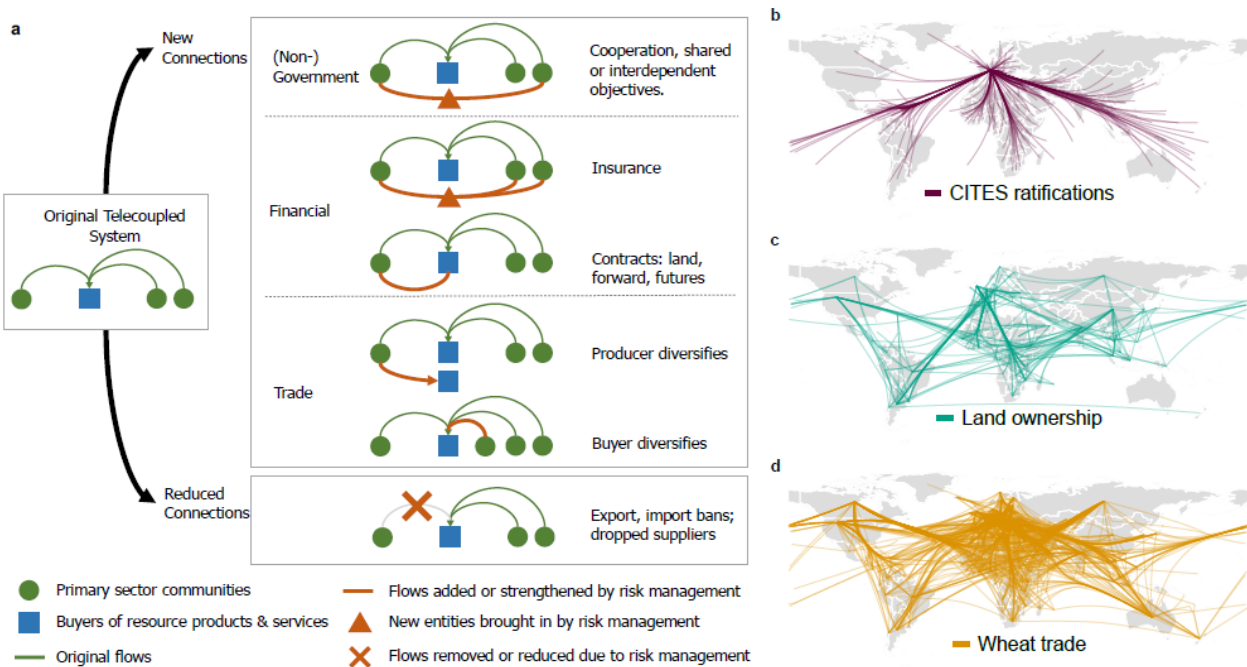 a
New
Connections
Original Telecoupled
System
Reduced
Connections
(Non-)
Government
Cooperation, shared
or interdependent
objectives.
Financial
Insurance
Contracts: land,
forward, futures
Trade
Producer diversifies
Buyer diversifies
Export, import bans;
dropped suppliers
Primary sector communities
Buyers of resource products & services
Original flows
Flows added or strengthened by risk management
New entities brought in by risk management
Flows removed or reduced due to risk management
b
CITES ratifications
c
Land ownership
d
Wheat trade